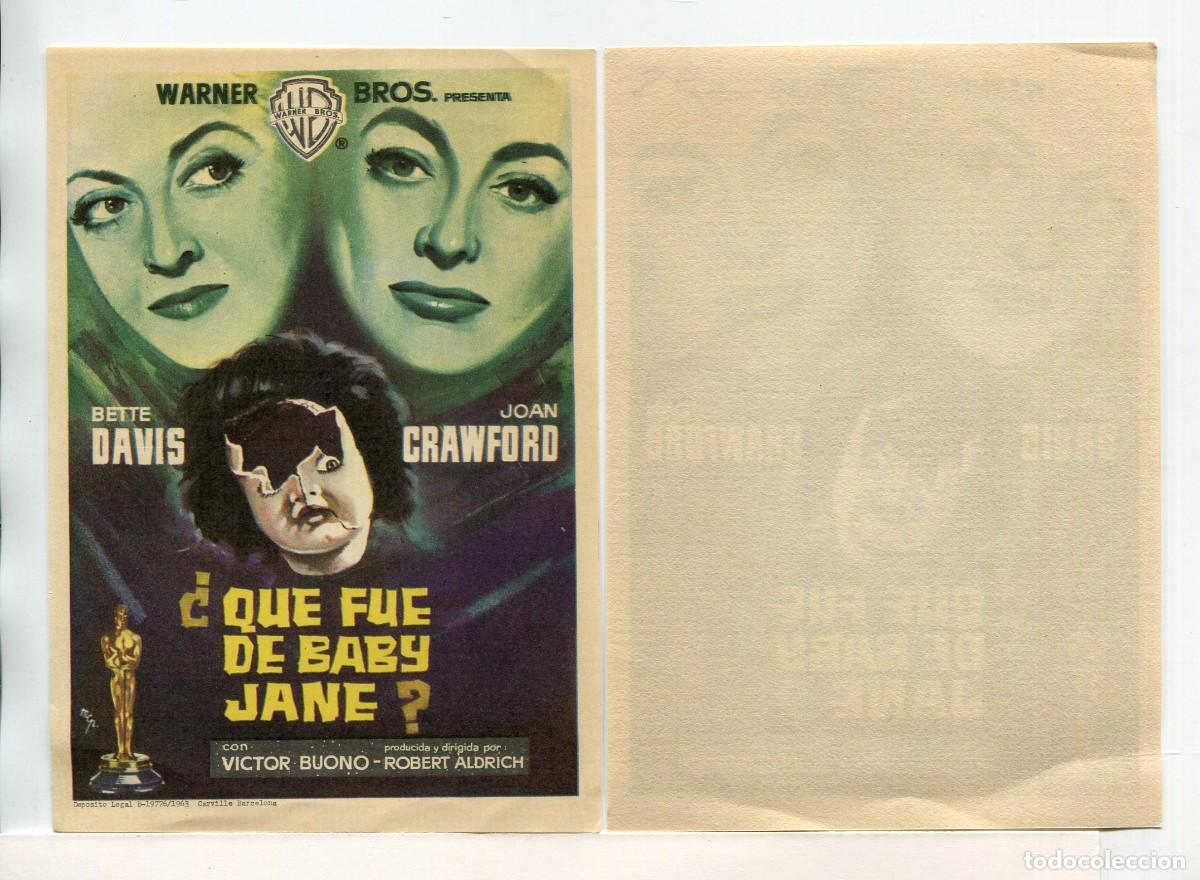 WARNER BROS. PRESENTA
WARNER BROS.
®
BETTE
DAVIS
JOAN
CRAWFORD
¿QUE FUE
DE BABY
JANE?
con
VICTOR BUONO -
producida y dirigida por:
ROBERT ALDRICH
Deposito Legal B-19776/1963 Carville Barcelona
todocoleccion